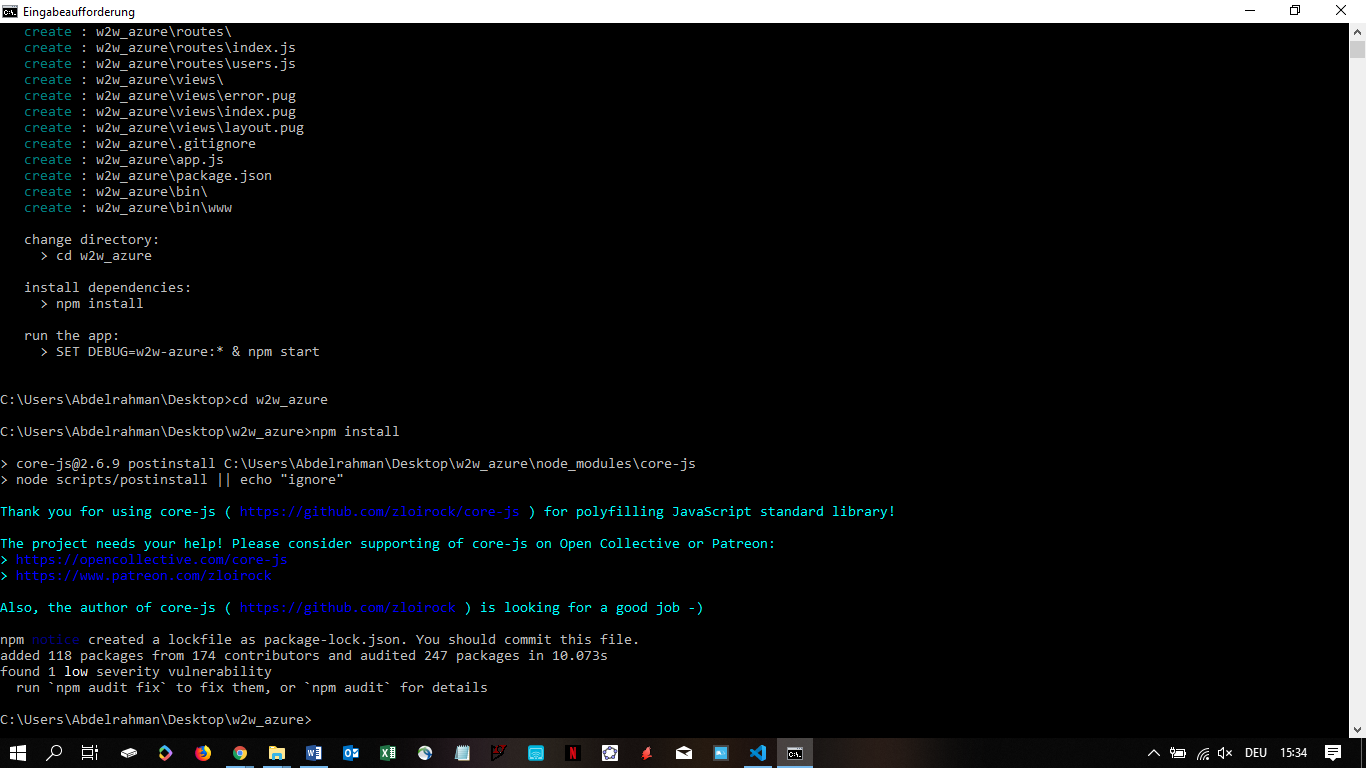 Eingabeaufforderung
create : w2w_azure\routes\
create : w2w_azure\routes\index.js
create : w2w_azure\routes\users.js
create : w2w_azure\views\
create : w2w_azure\views\error.pug
create : w2w_azure\views\index.pug
create : w2w_azure\views\layout.pug
create : w2w_azure\.gitignore
create : w2w_azure\app.js
create : w2w_azure\package.json
create : w2w_azure\bin\
create : w2w_azure\bin\www
change directory:
> cd w2w_azure
install dependencies:
> npm install
run the app:
> SET DEBUG=w2w-azure:* & npm start
C:\Users\Abdelrahman\Desktop>cd w2w_azure
C:\Users\Abdelrahman\Desktop\w2w_azure>npm install
> core-js@2.6.9 postinstall C:\Users\Abdelrahman\Desktop\w2w_azure\node_modules\core-js
> node scripts/postinstall || echo "ignore"
Thank you for using core-js ( https://github.com/zloirock/core-js ) for polyfilling JavaScript standard library!
The project needs your help! Please consider supporting of core-js on Open Collective or Patreon:
> https://opencollective.com/core-js
> https://www.patreon.com/zloirock
Also, the author of core-js ( https://github.com/zloirock ) is looking for a good job -)
npm notice created a lockfile as package-lock.json. You should commit this file.
added 118 packages from 174 contributors and audited 247 packages in 10.073s
found 1 low severity vulnerability
run `npm audit fix` to fix them, or `npm audit` for details
C:\Users\Abdelrahman\Desktop\w2w_azure>
DEU 15:34